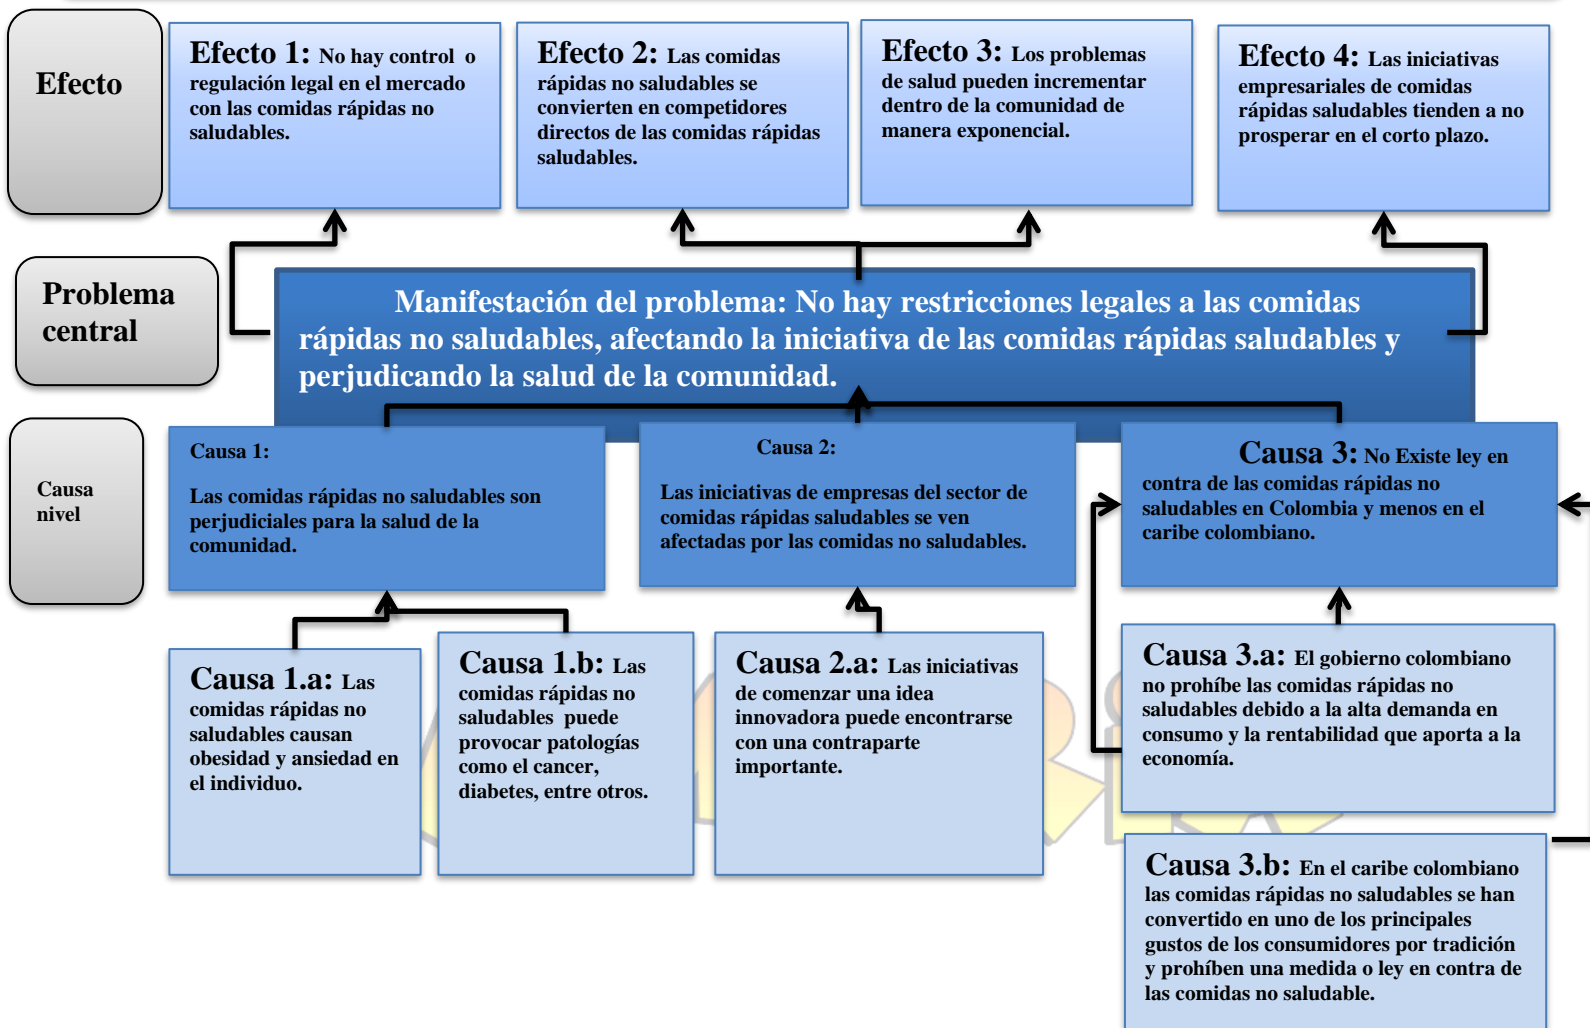 Efecto
Efecto 1: No hay control o
regulación legal en el mercado
con las comidas rápidas no
saludables.
Efecto 2: Las comidas
rápidas no saludables se
convierten en competidores
directos de las comidas rápidas
saludables.
Efecto 3: Los problemas
de salud pueden incrementar
dentro de la comunidad de
manera exponencial.
Efecto 4: Las iniciativas
empresariales de comidas
rápidas saludables tienden a no
prosperar en el corto plazo.
Problema
central
Manifestación del problema: No hay restricciones legales a las comidas
rápidas no saludables, afectando la iniciativa de las comidas rápidas saludables y
perjudicando la salud de la comunidad.
Causa
nivel
Causa 1:
Las comidas rápidas no saludables son
perjudiciales para la salud de la
comunidad.
Causa 2:
Las iniciativas de empresas del sector de
comidas rápidas saludables se ven
afectadas por las comidas no saludables.
Causa 3: No Existe ley en
contra de las comidas rápidas no
saludables en Colombia y menos en el
caribe colombiano.
Causa 1.a: Las
comidas rápidas no
saludables causan
obesidad y ansiedad en
el individuo.
Causa 1.b: Las
comidas rápidas no
saludables puede
provocar patologías
como el cancer,
diabetes, entre otros.
Causa 2.a: Las iniciativas
de comenzar una idea
innovadora puede encontrarse
con una contraparte
importante.
Causa 3.a: El gobierno colombiano
no prohíbe las comidas rápidas no
saludables debido a la alta demanda en
consumo y la rentabilidad que aporta a la
economía.
Causa 3.b: En el caribe colombiano
las comidas rápidas no saludables se han
convertido en uno de los principales
gustos de los consumidores por tradición
y prohíben una medida o ley en contra de
las comidas no saludable.